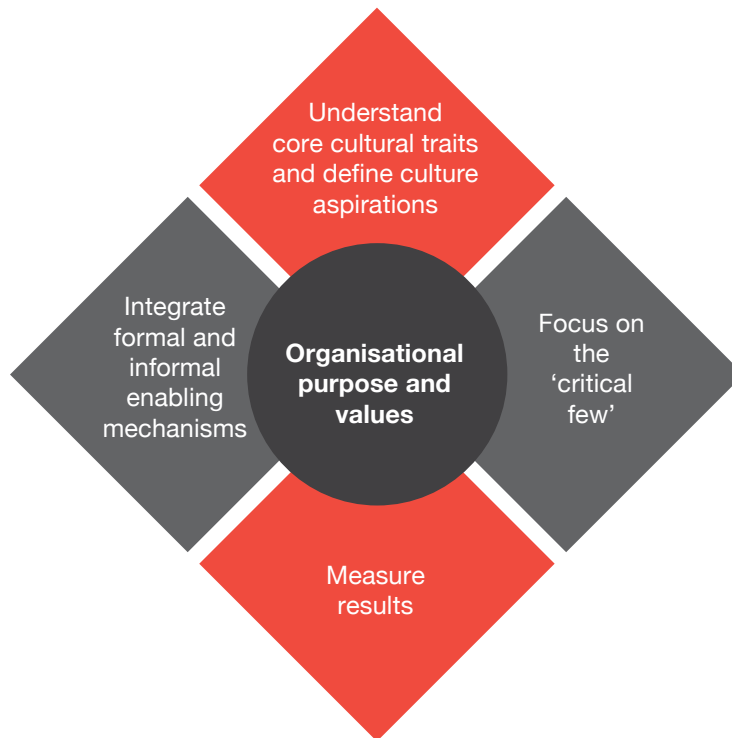 Understand
core cultural traits
and define culture
aspirations
Integrate
formal and
informal
enabling
mechanisms
Organisational
purpose and
values
Focus on
the
‘critical
few’
Measure
results